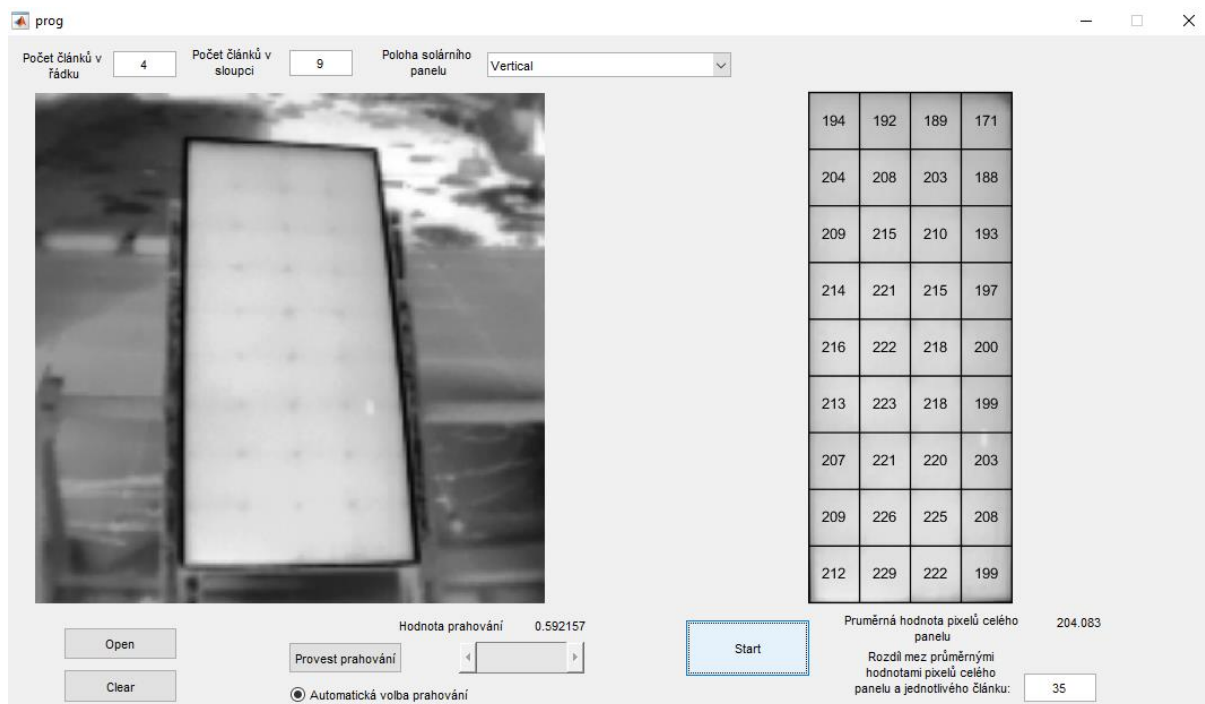 prog
Počet článků v
řádku
4
Počet článků v
sloupci
9
Poloha solárního
panelu
Vertical
194 192 189 171
204 208 203 188
209 215 210 193
214 221 215 197
216 222 218 200
213 223 218 199
207 221 220 203
209 226 225 208
212 229 222 199
Open
Clear
Hodnota prahování 0.592157
Provest prahování
Automatická volba prahování
Start
Pruměrná hodnota pixelů celého
panelu
204.083
Rozdíl mez průměrnými
hodnotami pixelů celého
panelu a jednotlivého článku:
35